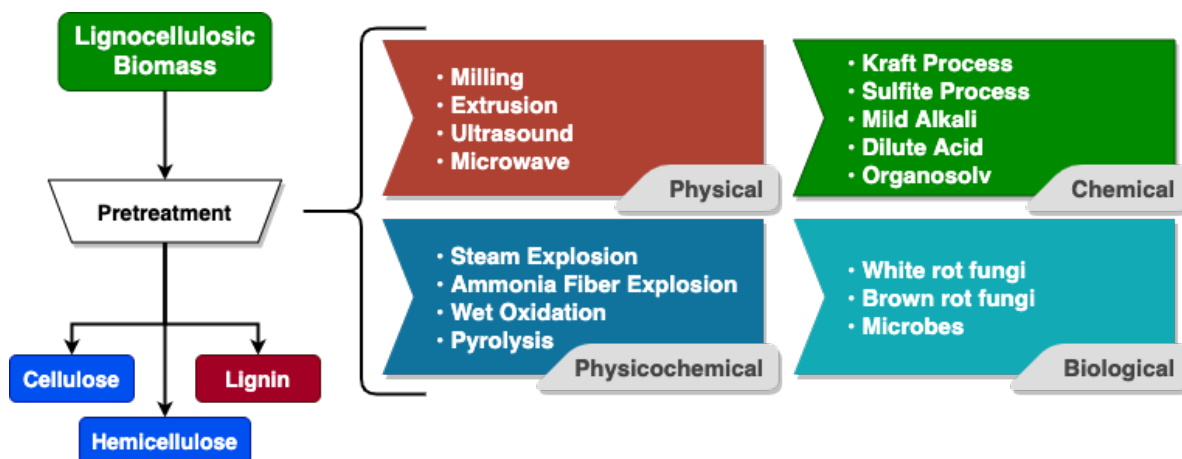 Lignocellulosic
Biomass
Pretreatment
Cellulose
Lignin
Hemicellulose
• Milling
• Extrusion
• Ultrasound
• Microwave
Physical
• Kraft Process
• Sulfite Process
• Mild Alkali
• Dilute Acid
• Organosolv
Chemical
• Steam Explosion
• Ammonia Fiber Explosion
• Wet Oxidation
• Pyrolysis
Physicochemical
• White rot fungi
• Brown rot fungi
• Microbes
Biological